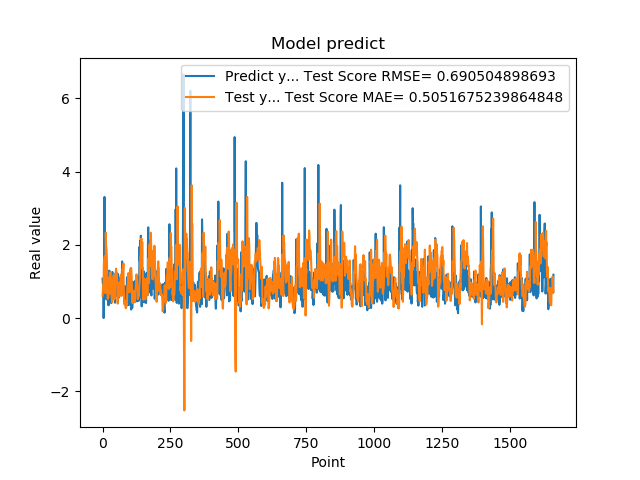 Model predict
Predict y... Test Score RMSE= 0.690504898693
Test y... Test Score MAE= 0.5051675239864848
Real value
6
4
2
0
−2
0 250 500 750 1000 1250 1500
Point